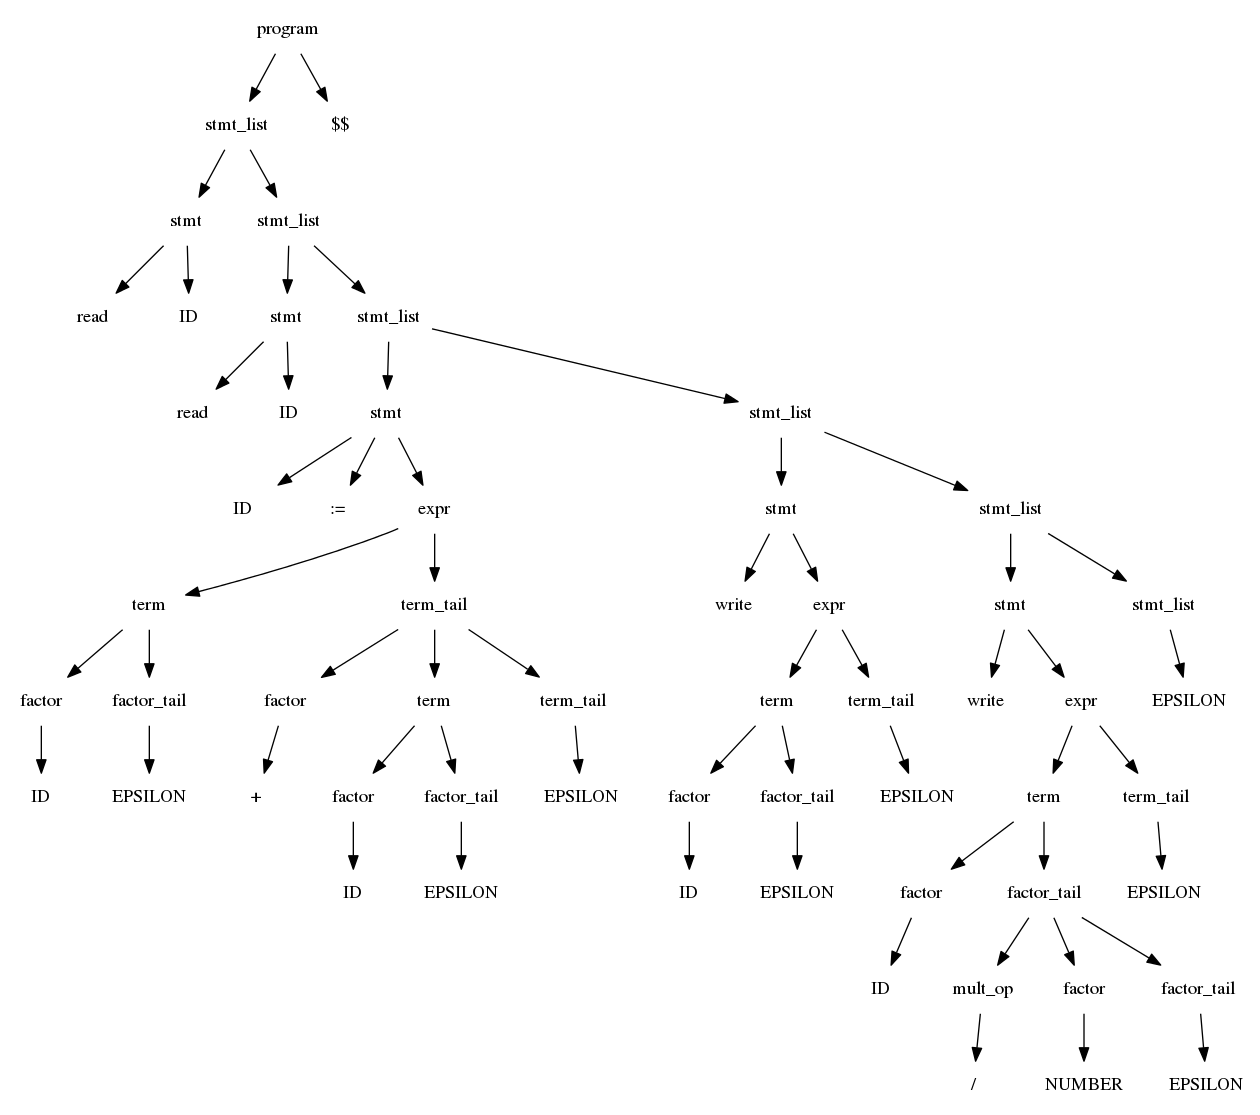 program
stmt_list $$
stmt stmt_list
read ID stmt stmt_list
read ID stmt stmt_list
ID := expr stmt stmt_list
term term_tail write expr stmt stmt_list
factor factor_tail factor term term_tail term term_tail write expr EPSILON
ID EPSILON + factor factor_tail EPSILON factor factor_tail EPSILON term term_tail
ID EPSILON ID EPSILON factor factor_tail EPSILON
ID mult_op factor factor_tail
/ NUMBER EPSILON